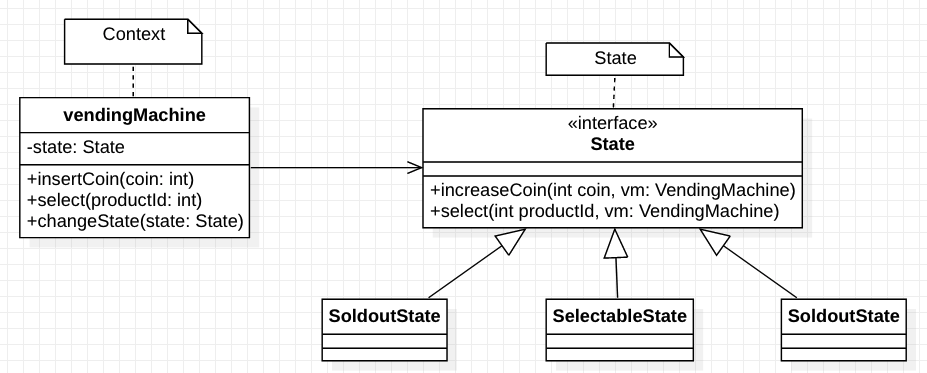 Context
vendingMachine
-state: State
+insertCoin(coin: int)
+select(productId: int)
+changeState(state: State)
State
«interface»
State
+increaseCoin(int coin, vm: VendingMachine)
+select(int productId, vm: VendingMachine)
SoldoutState
SelectableState
SoldoutState